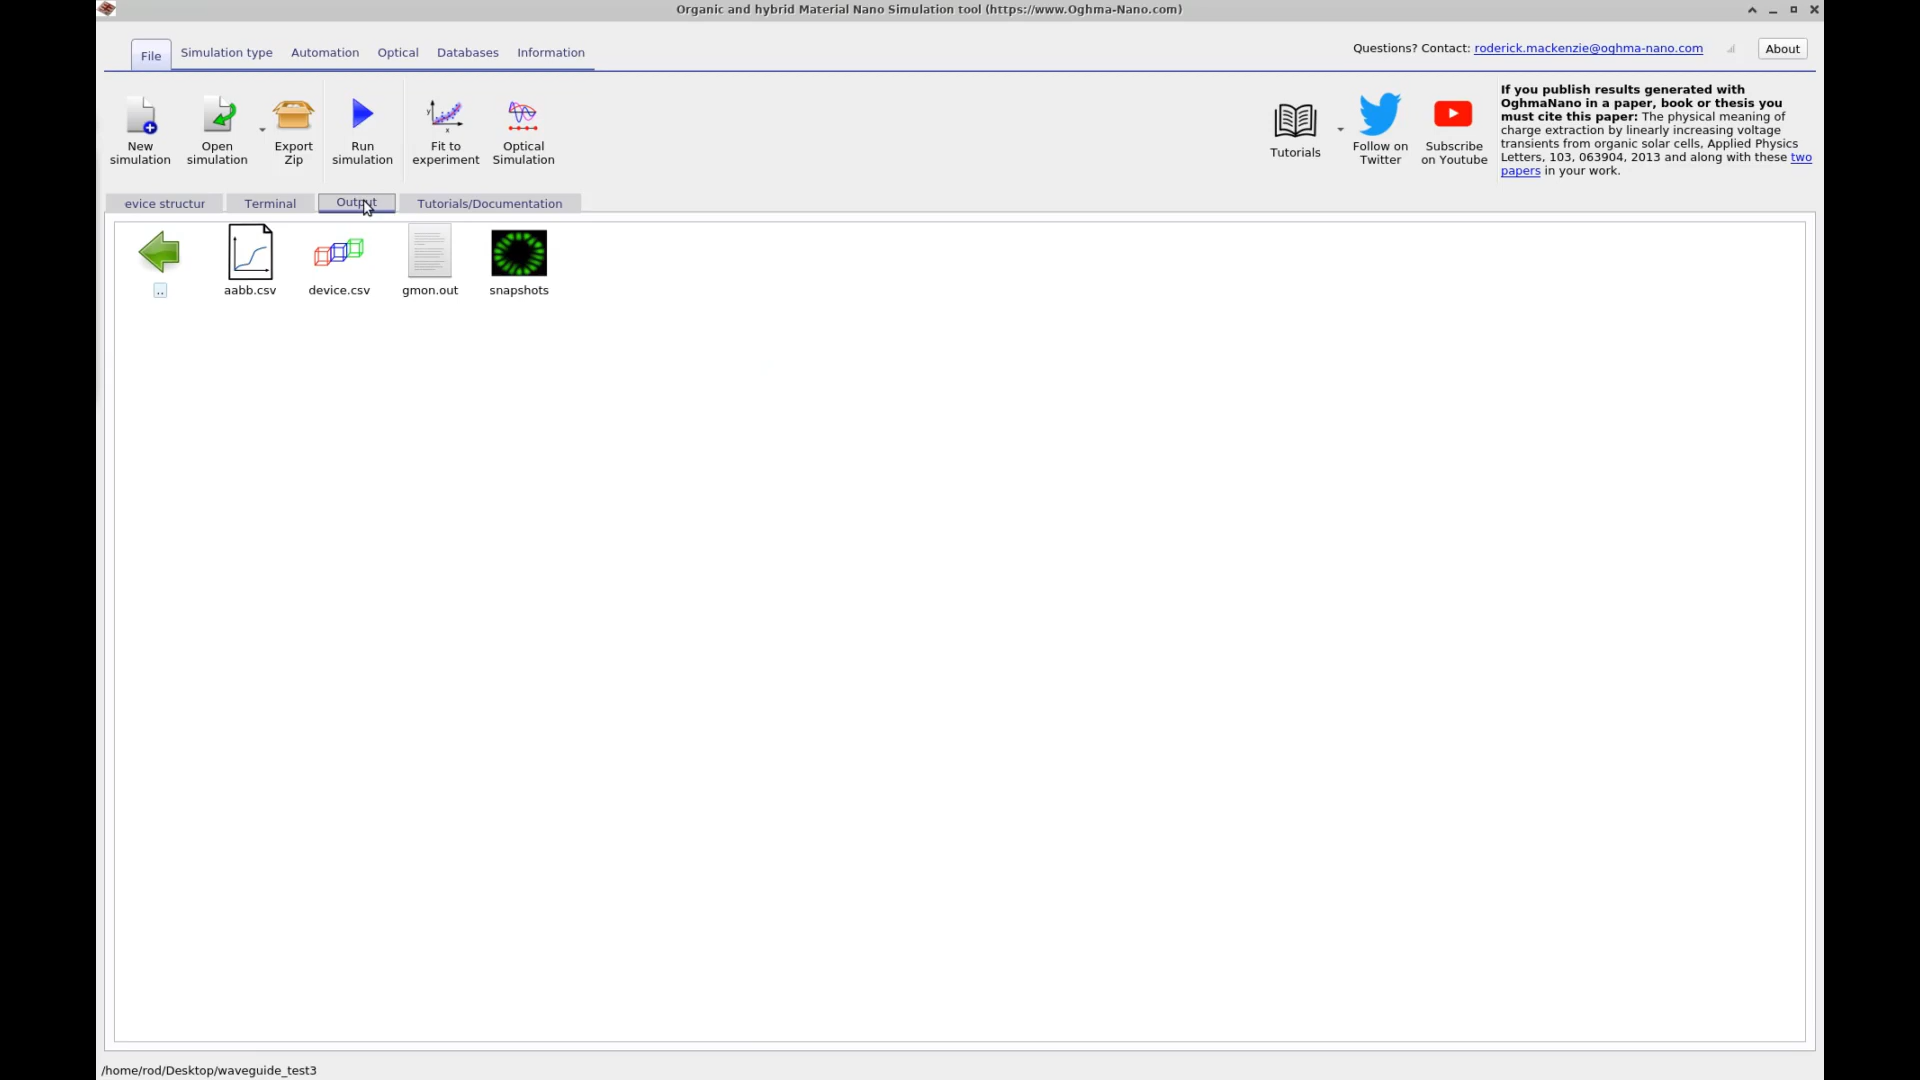 Organic and hybrid Material Nano Simulation tool (https://www.Oghma-Nano.com)
File Simulation type Automation Optical Databases Information
Questions? Contact: roderick.mackenzie@oghma-nano.com About
New simulation
Open simulation
Export Zip
Run simulation
Fit to experiment
Optical Simulation
Tutorials
Follow on Twitter
Subscribe on Youtube
If you publish results generated with
OghmaNano in a paper, book or thesis you
must cite this paper: The physical meaning of
charge extraction by linearly increasing voltage
transients from organic solar cells, Applied Physics
Letters, 103, 063904, 2013 and along with these two
papers in your work.
evice structur Terminal Output Tutorials/Documentation
.. aabb.csv device.csv gmon.out snapshots
/home/rod/Desktop/waveguide_test3